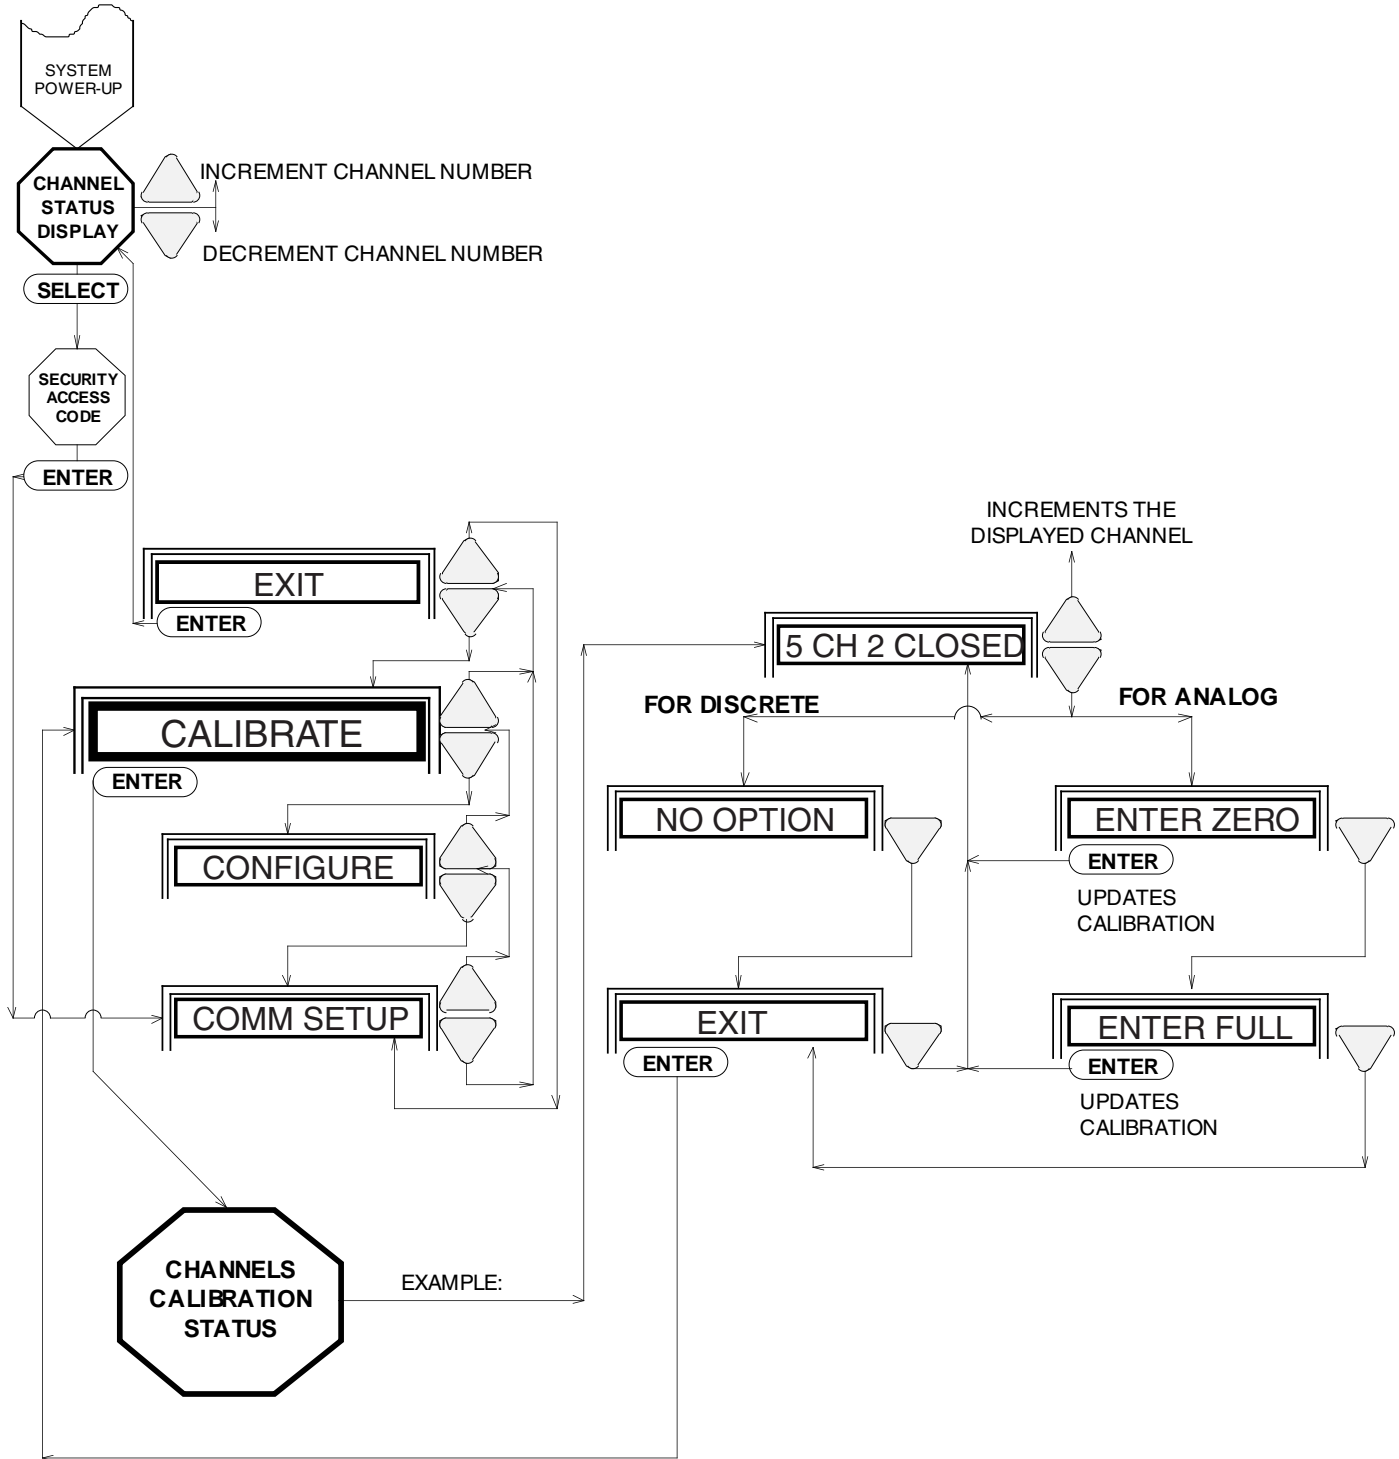 SYSTEM
POWER-UP
CHANNEL
STATUS
DISPLAY
INCREMENT CHANNEL NUMBER
DECREMENT CHANNEL NUMBER
SELECT
SECURITY
ACCESS
CODE
ENTER
EXIT
ENTER
CALIBRATE
ENTER
CONFIGURE
COMM SETUP
CHANNELS
CALIBRATION
STATUS
EXAMPLE:
INCREMENTS THE
DISPLAYED CHANNEL
5 CH 2 CLOSED
FOR DISCRETE
FOR ANALOG
NO OPTION
ENTER ZERO
ENTER
UPDATES
CALIBRATION
EXIT
ENTER
ENTER FULL
ENTER
UPDATES
CALIBRATION